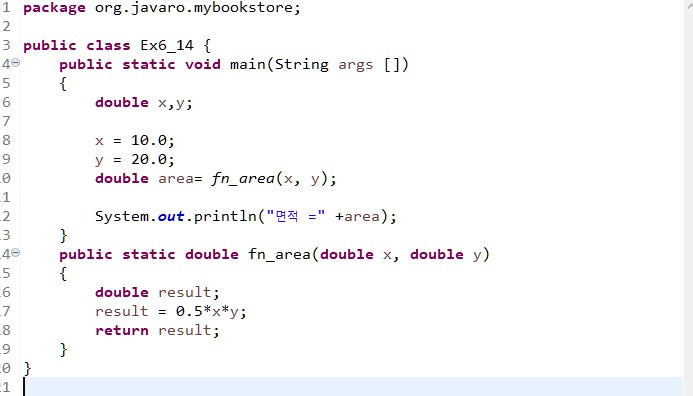 1 package org.javaro.mybookstore;
2
3 public class Ex6_14 {
4 public static void main(String args [])
5 {
6 double x,y;
7
8 x = 10.0;
9 y = 20.0;
0 double area= fn_area(x, y);
1
2 System.out.println("면적 =" +area);
3 }
4 public static double fn_area(double x, double y)
5 {
6 double result;
7 result = 0.5*x*y;
8 return result;
9 }
0 }
1